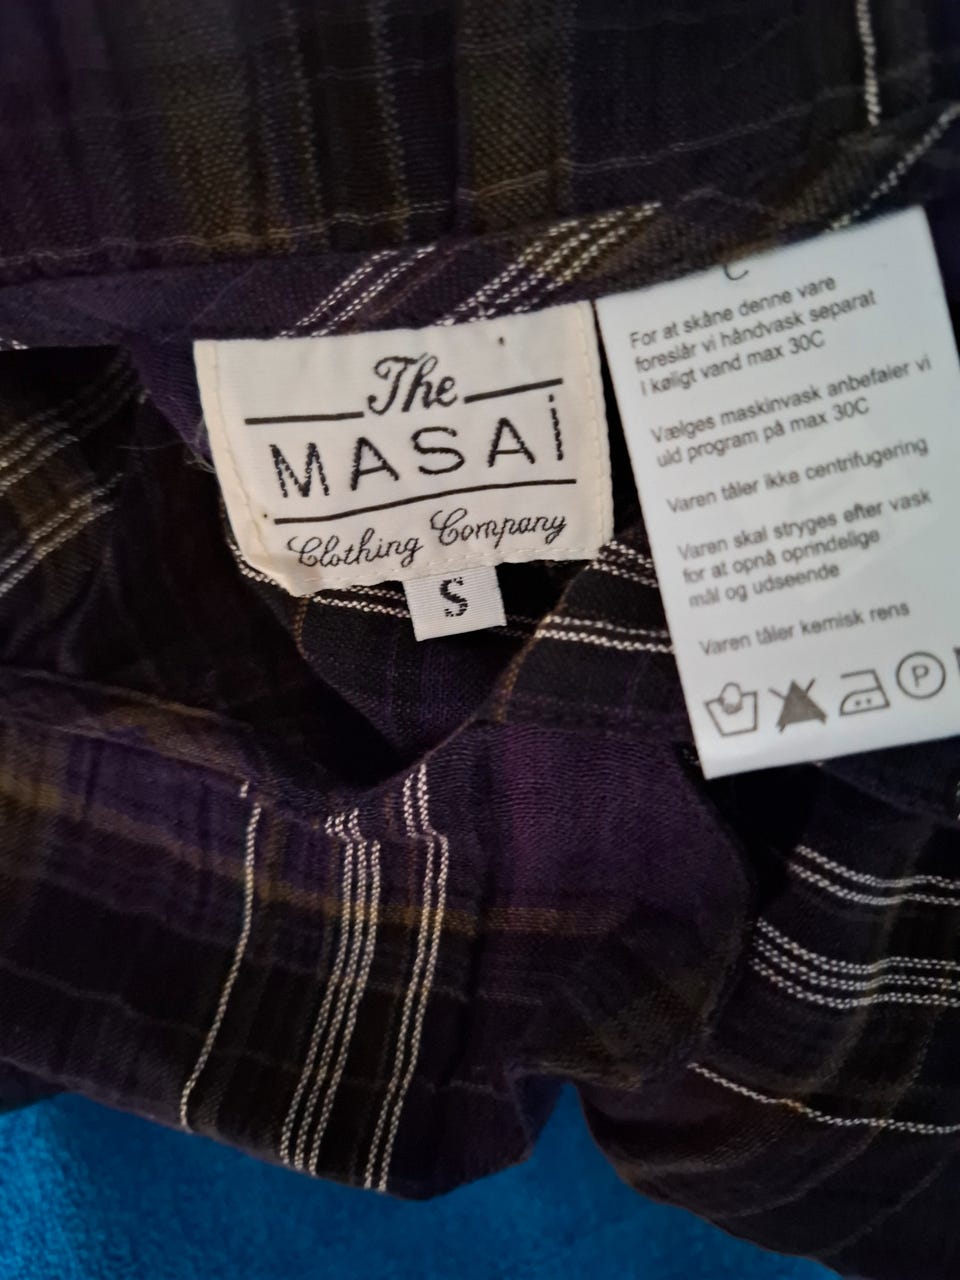 The
MASAi
Clothing Company
S
For at skåne denne vare
foreslår vi håndvask separat
I køligt vand max 30C
Vælges maskinvask anbefaler vi
uld program på max 30C
Varen tåler ikke centrifugering
Varen skal stryges efter vask
for at opnå oprindelige
mål og udseende
Varen tåler kemisk rens
P